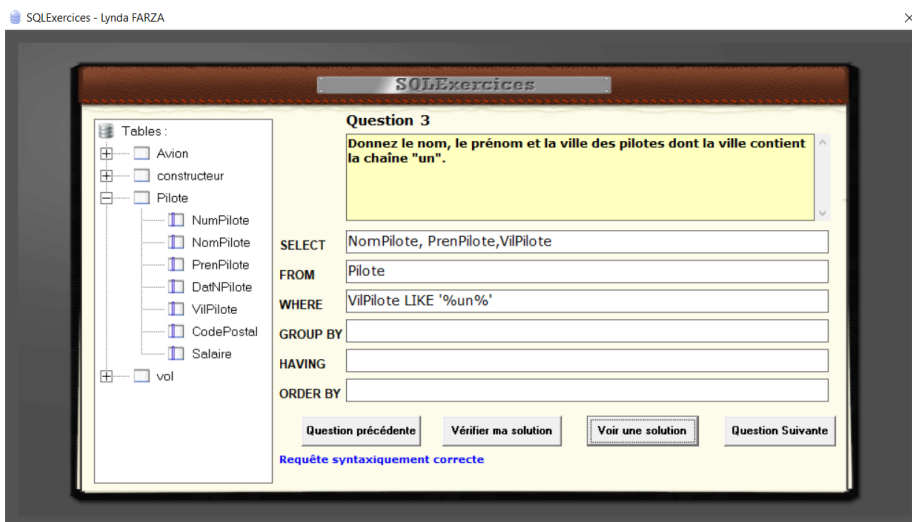 SQLExercices - Lynda FARZA
SQLExercices
Tables :
Avion
constructeur
Pilote
NumPilote
NomPilote
PrenPilote
DatNPilote
VilPilote
CodePostal
Salaire
vol
Question 3
Donnez le nom, le prénom et la ville des pilotes dont la ville contient
la chaîne "un".
SELECT NomPilote, PrenPilote,VilPilote
FROM Pilote
WHERE VilPilote LIKE '%un%'
GROUP BY
HAVING
ORDER BY
Question précédente Vérifier ma solution Voir une solution Question Suivante
Requête syntaxiquement correcte